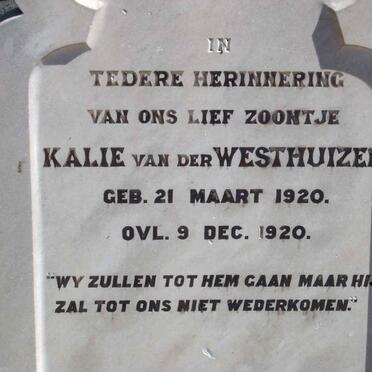 IN
TEDERE HERINNERING
VAN ONS LIEF ZOONTJE
KALIE VAN DER WESTHUIZEN
GEB. 21 MAART 1920.
OVL. 9 DEC. 1920.
"WY ZULLEN TOT HEM GAAN MAAR HIJ
ZAL TOT ONS NIET WEDERKOMEN."